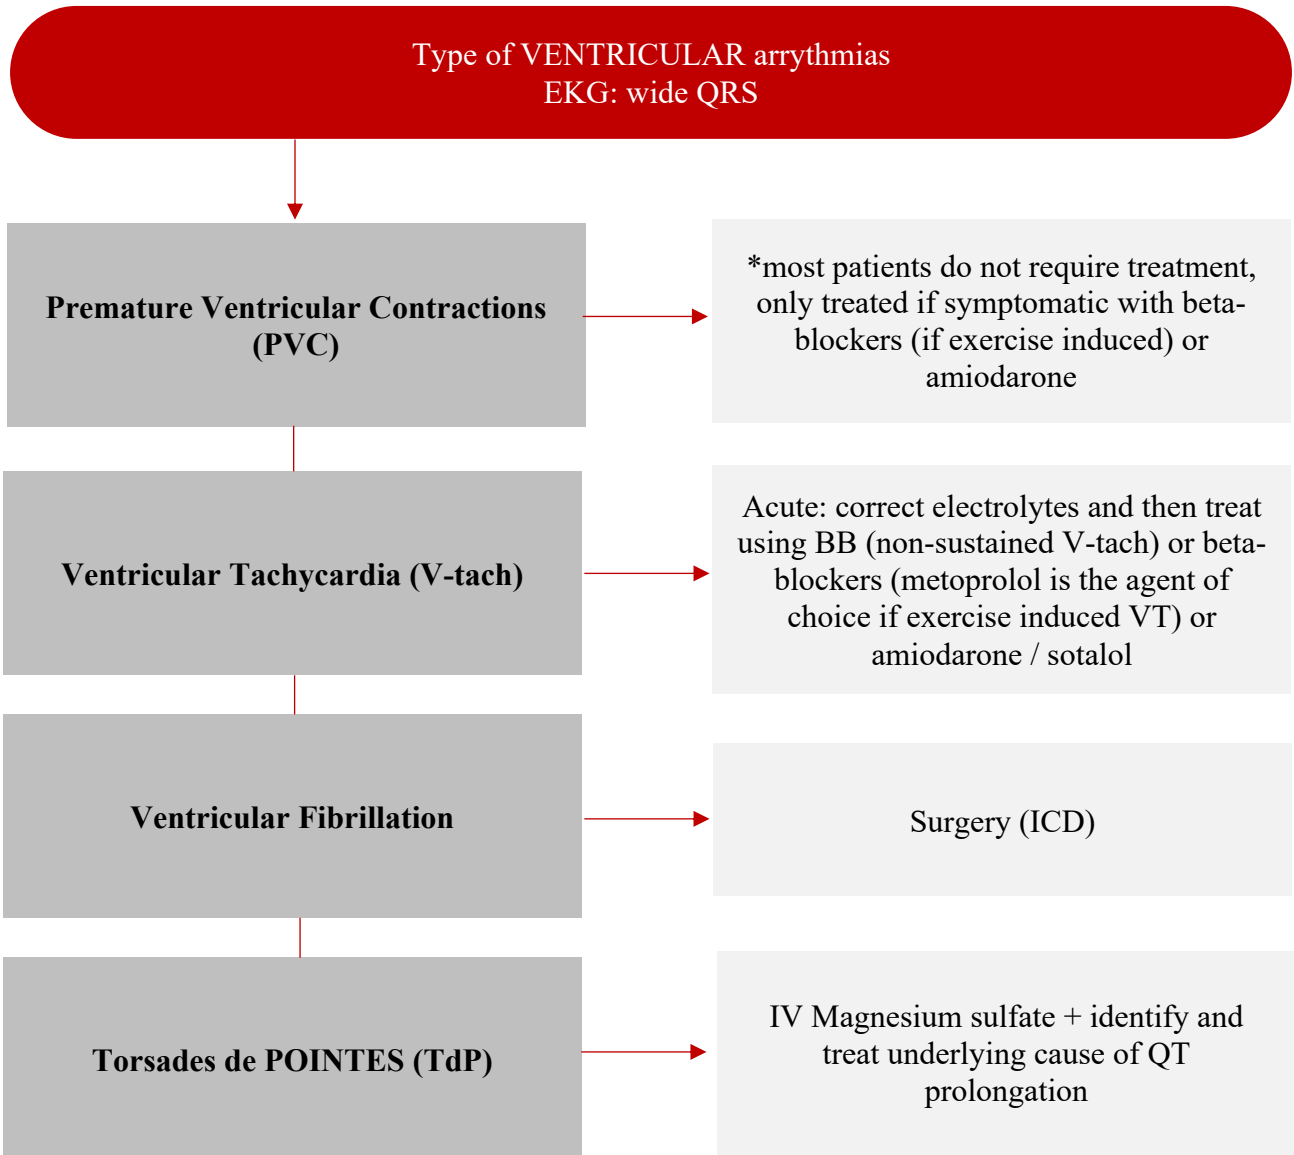 Type of VENTRICULAR arrythmias
EKG: wide QRS
Premature Ventricular Contractions
(PVC)
*most patients do not require treatment,
only treated if symptomatic with beta-
blockers (if exercise induced) or
amiodarone
Ventricular Tachycardia (V-tach)
Acute: correct electrolytes and then treat
using BB (non-sustained V-tach) or beta-
blockers (metoprolol is the agent of
choice if exercise induced VT) or
amiodarone / sotalol
Ventricular Fibrillation
Surgery (ICD)
Torsades de POINTES (TdP)
IV Magnesium sulfate + identify and
treat underlying cause of QT
prolongation